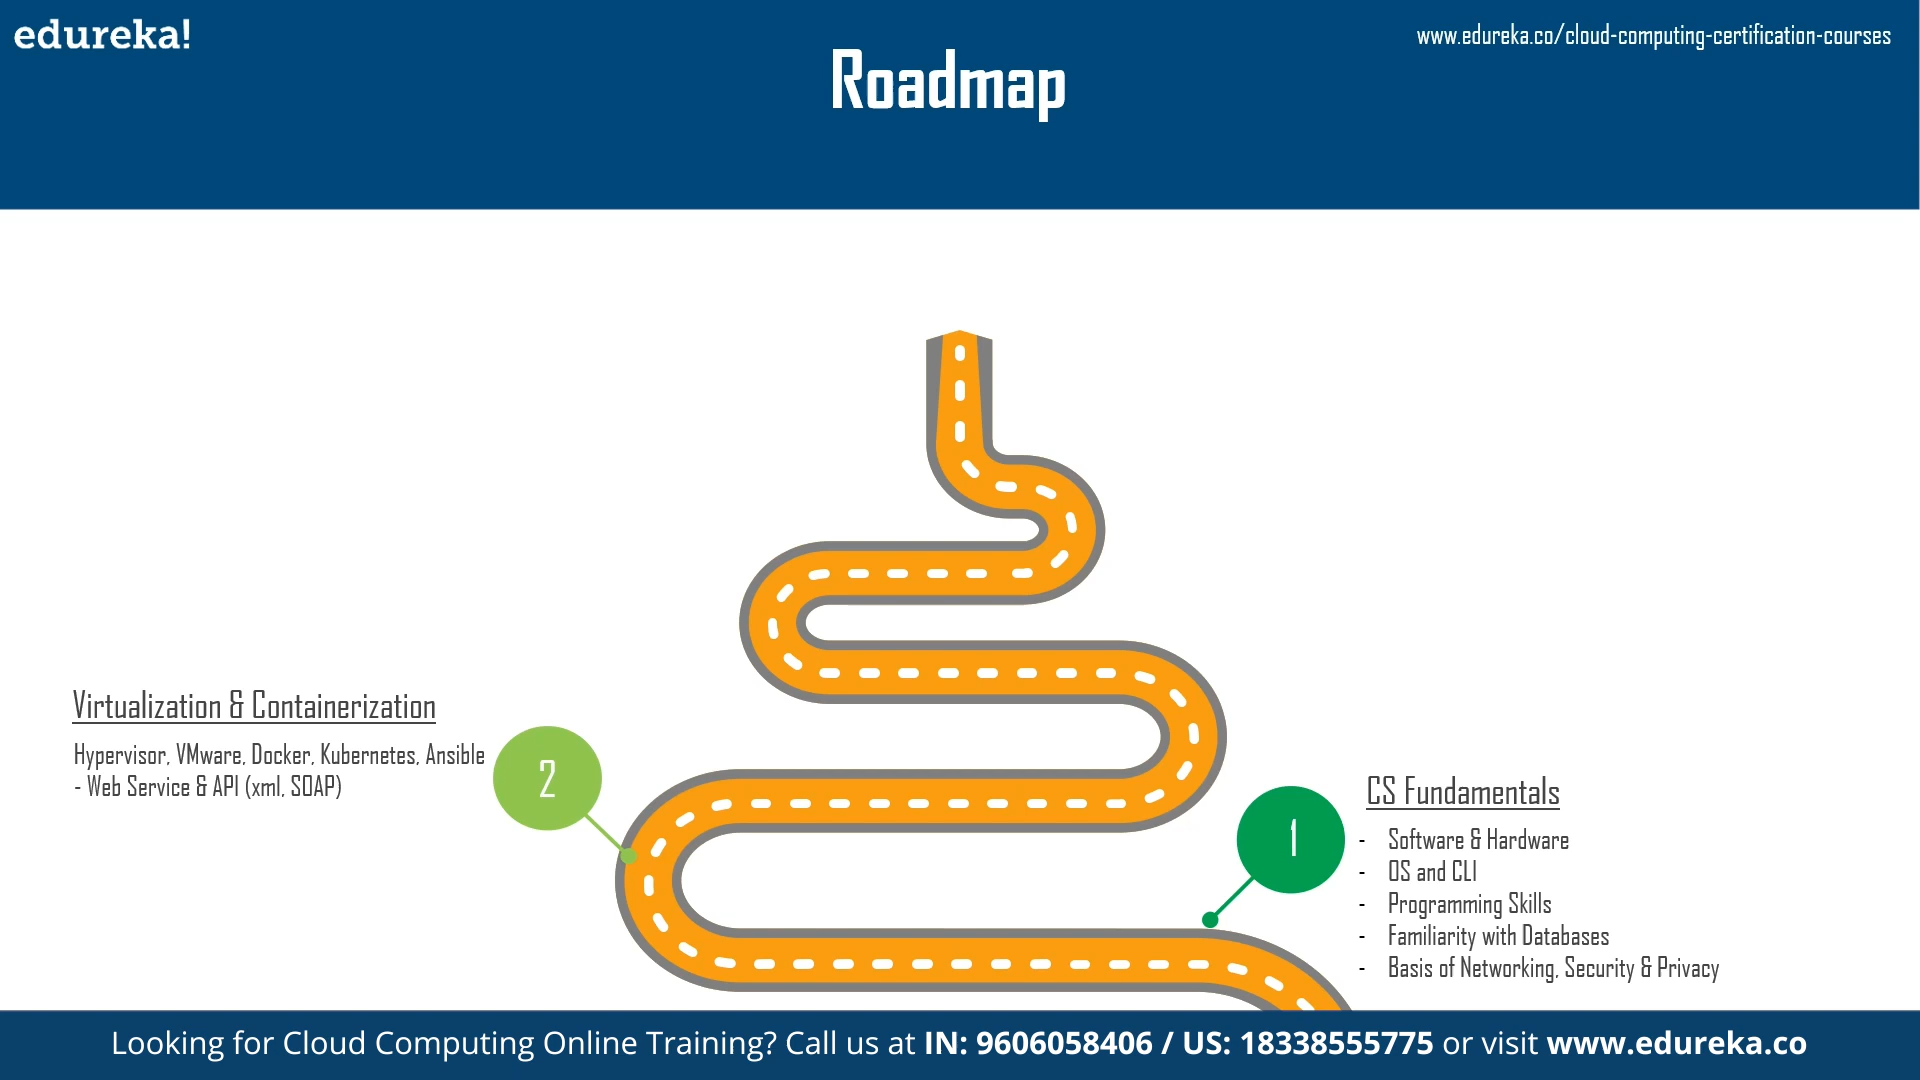 edureka!
www.edureka.co/cloud-computing-certification-courses
Roadmap
Virtualization & Containerization
Hypervisor, VMware, Docker, Kubernetes, Ansible
- Web Service & API (xml, SOAP)
2
1
CS Fundamentals
- Software & Hardware
- OS and CLI
- Programming Skills
- Familiarity with Databases
- Basis of Networking, Security & Privacy
Looking for Cloud Computing Online Training? Call us at IN: 9606058406 / US: 18338555775 or visit www.edureka.co